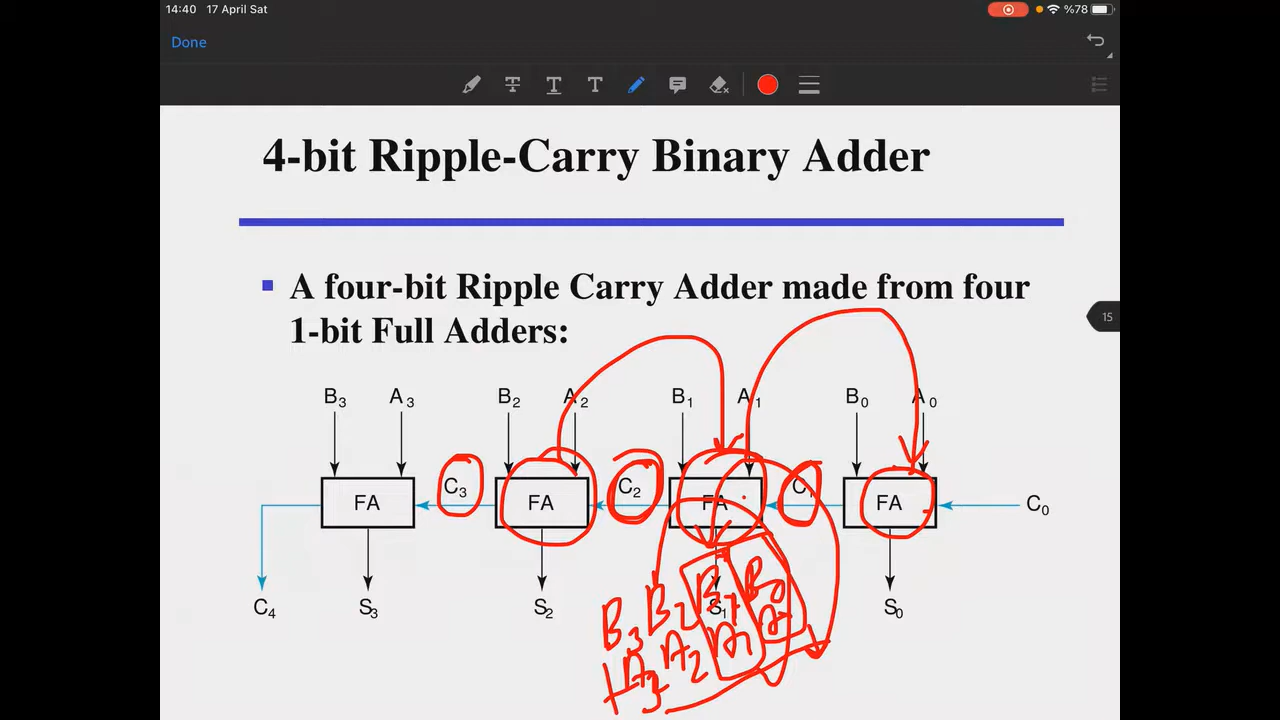 14:40 17 April Sat %78
Done
T T T
4-bit Ripple-Carry Binary Adder
15
A four-bit Ripple Carry Adder made from four
1-bit Full Adders:
B3 A3 B2 A2 B1 A1 B0 A0
C3 C2 C1
FA FA FA FA C0
C4 S3 S2 S1 S0
B3 B2 B1 B0
+A3 A2 A1 A0